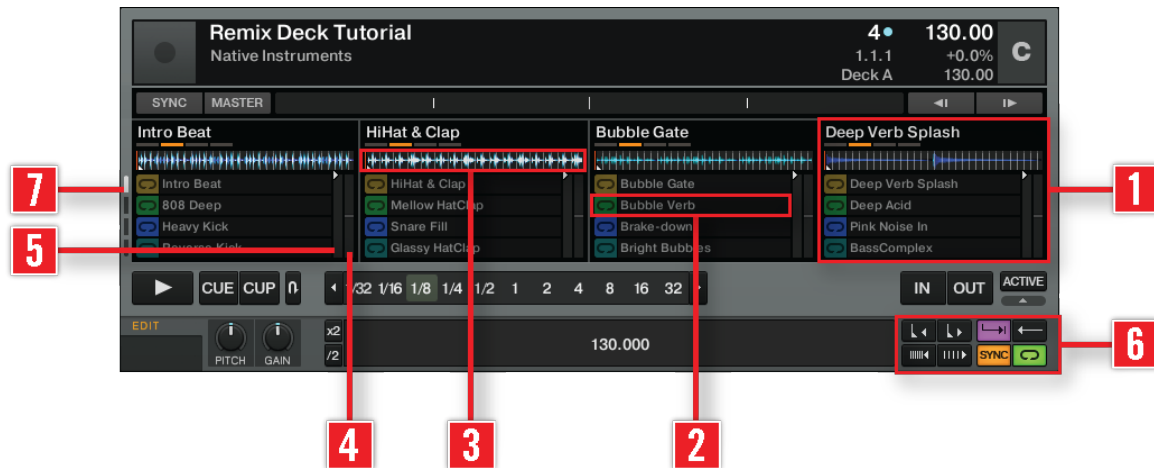 Remix Deck Tutorial
Native Instruments
4 130.00
1.1.1 +0.0%
Deck A 130.00
C
SYNC MASTER
Intro Beat HiHat & Clap Bubble Gate Deep Verb Splash
Intro Beat HiHat & Clap Bubble Gate Deep Verb Splash
808 Deep Mellow HatClap Bubble Verb Deep Acid
Heavy Kick Snare Fill Brake-down Pink Noise In
Reverse Kick Glassy HatClap Bright Bubbles BassComplex
CUE CUP 1/32 1/16 1/8 1/4 1/2 1 2 4 8 16 32 IN OUT ACTIVE
EDIT
PITCH GAIN
x2
/2
130.000
SYNC
7
5
1
6
4
3
2